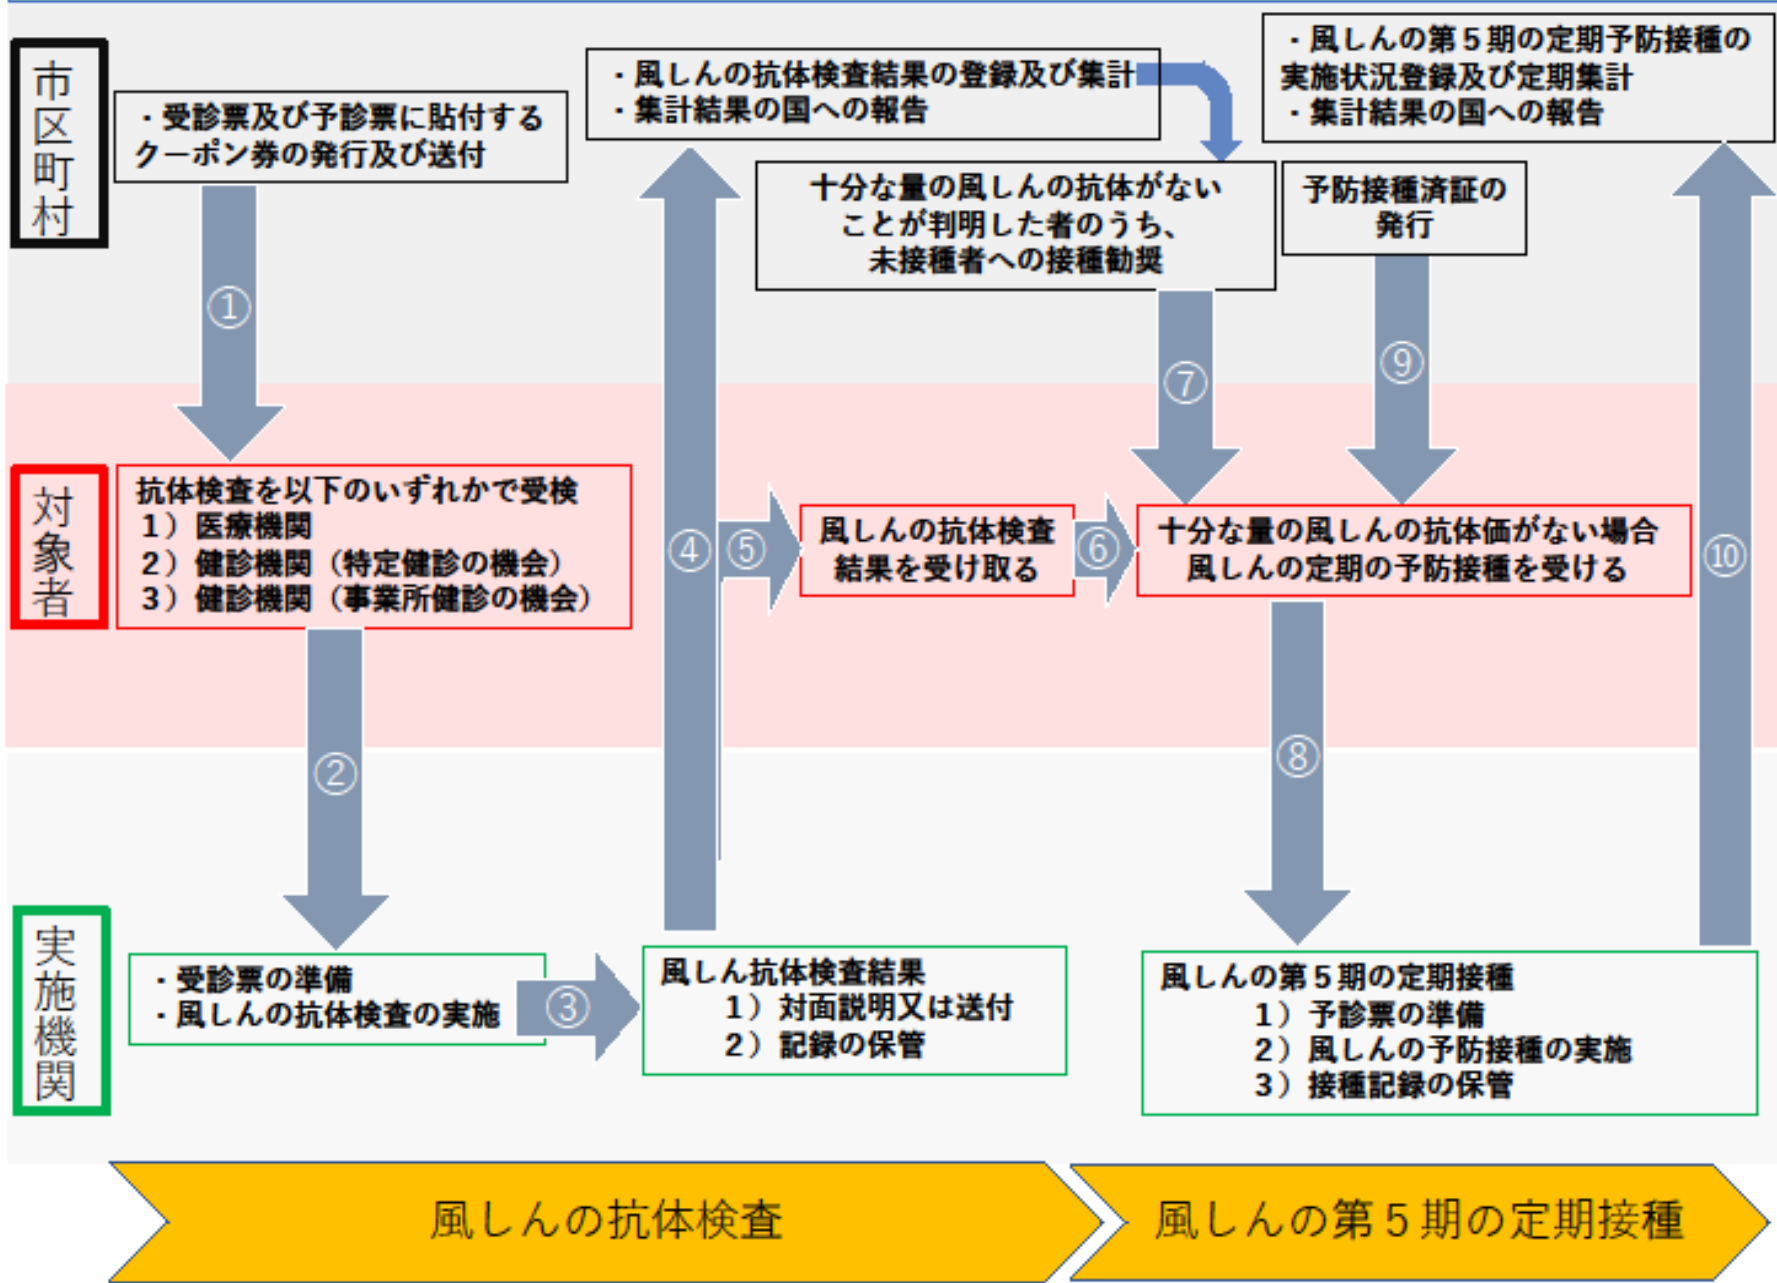 市区町村
・受診票及び予診票に貼付する
クーポン券の発行及び送付
①
・風しんの抗体検査結果の登録及び集計
・集計結果の国への報告
十分な量の風しんの抗体がない
ことが判明した者のうち、
未接種者への接種勧奨
⑦
・風しんの第５期の定期予防接種の
実施状況登録及び定期集計
・集計結果の国への報告
予防接種済証の
発行
⑨
対象者
抗体検査を以下のいずれかで受検
１）医療機関
２）健診機関（特定健診の機会）
３）健診機関（事業所健診の機会）
②
④
⑤
風しんの抗体検査
結果を受け取る
⑥
十分な量の風しんの抗体価がない場合
風しんの定期の予防接種を受ける
⑧
⑩
実施機関
・受診票の準備
・風しんの抗体検査の実施
③
風しん抗体検査結果
１）対面説明又は送付
２）記録の保管
風しんの第５期の定期接種
１）予診票の準備
２）風しんの予防接種の実施
３）接種記録の保管
風しんの抗体検査
風しんの第５期の定期接種